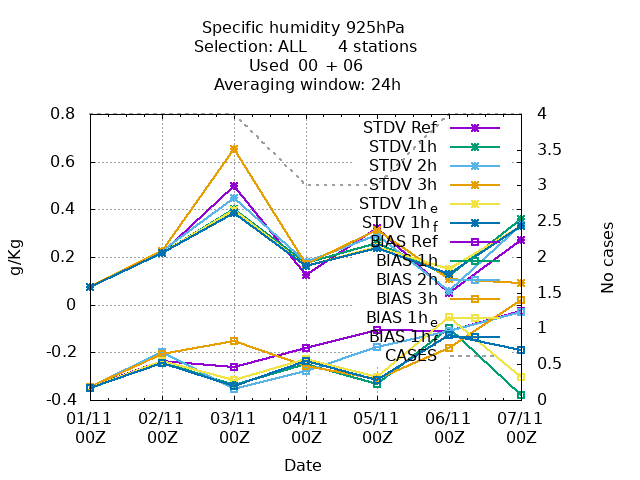 Specific humidity 925hPa
Selection: ALL 4 stations
Used 00 + 06
Averaging window: 24h
0.8
0.6
0.4
0.2
0
-0.2
-0.4
g/Kg
4
3.5
3
2.5
2
1.5
1
0.5
0
No cases
STDV Ref
STDV 1h
STDV 2h
STDV 3h
STDV 1h e
STDV 1h f
BIAS Ref
BIAS 1h
BIAS 2h
BIAS 3h
BIAS 1h e
BIAS 1h f
CASES
01/11 02/11 03/11 04/11 05/11 06/11 07/11
00Z 00Z 00Z 00Z 00Z 00Z 00Z
Date